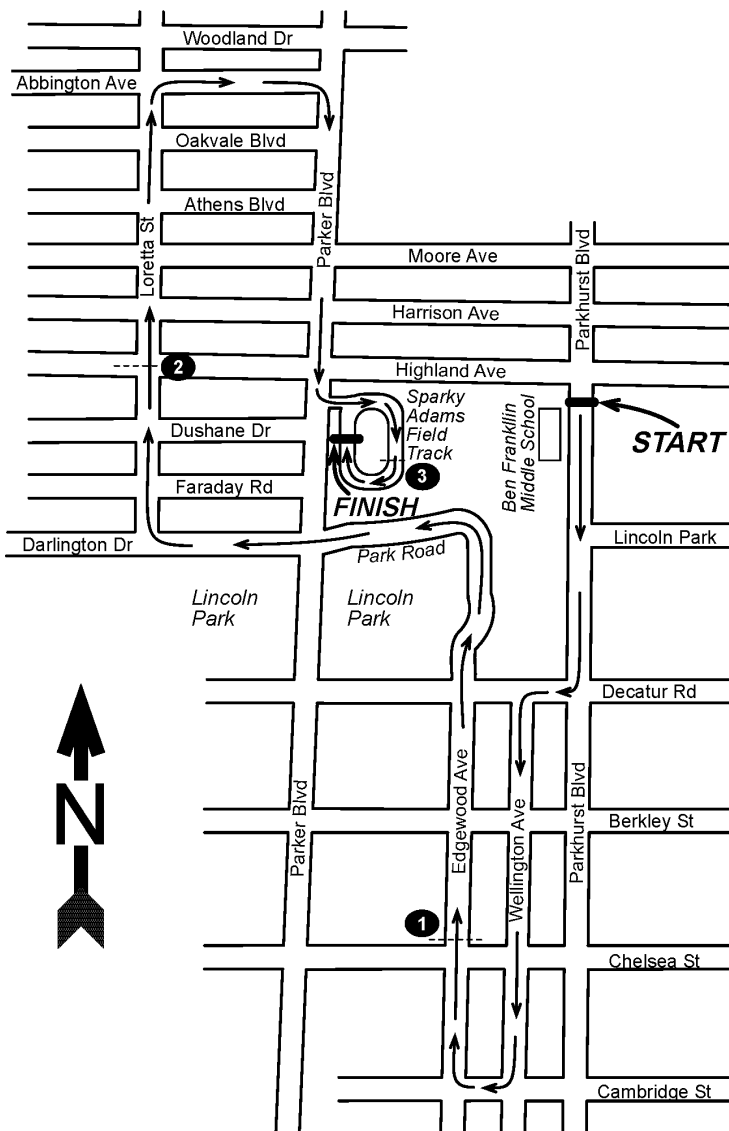 Woodland Dr
Abbington Ave
Oakvale Blvd
Athens Blvd
Loretta St
Parker Blvd
Parkhurst Blvd
Moore Ave
Harrison Ave
Highland Ave
2
Sparky
Adams
Field
Track
Ben Frankllin
Middle School
START
Dushane Dr
3
Faraday Rd
FINISH
Darlington Dr
Park Road
Lincoln Park
Lincoln
Park
Lincoln
Park
Decatur Rd
N
Parker Blvd
Edgewood Ave
Wellington Ave
Parkhurst Blvd
Berkley St
1
Chelsea St
Cambridge St